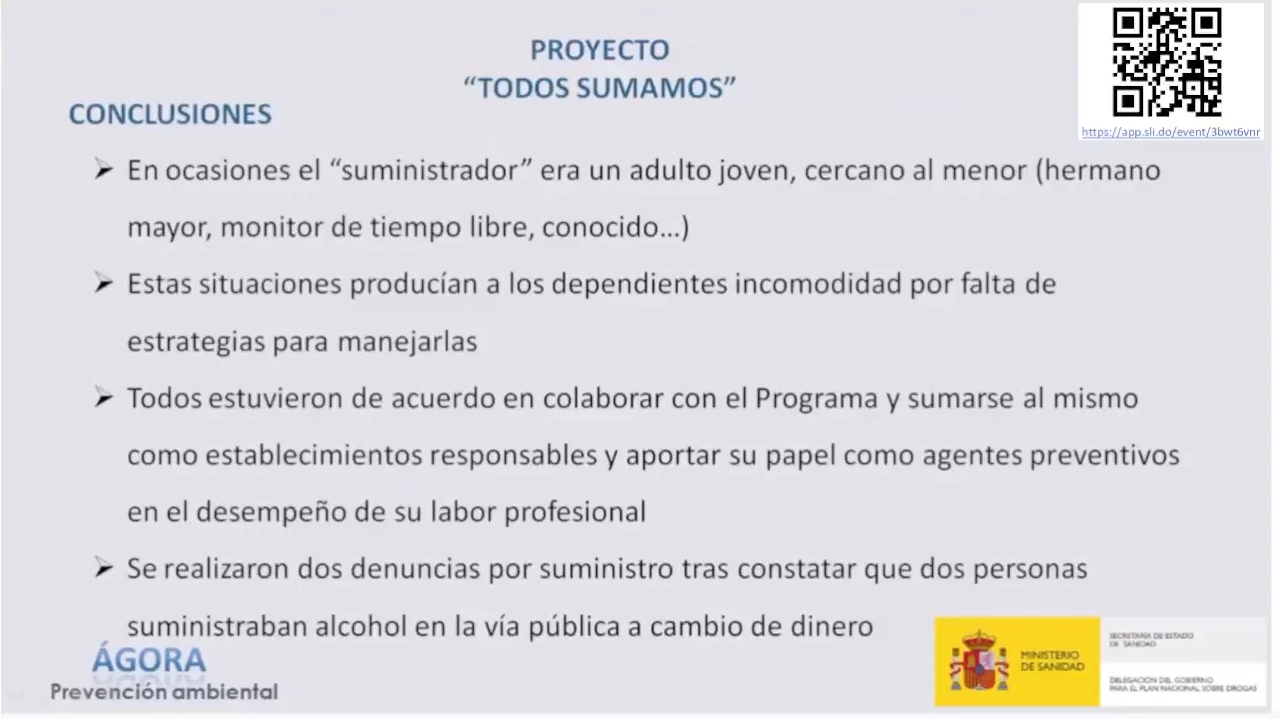 PROYECTO
“TODOS SUMAMOS”
https://app.sli.do/event/3bwt6vnr
CONCLUSIONES
En ocasiones el “suministrador” era un adulto joven, cercano al menor (hermano
mayor, monitor de tiempo libre, conocido...)
Estas situaciones producían a los dependientes incomodidad por falta de
estrategias para manejarlas
Todos estuvieron de acuerdo en colaborar con el Programa y sumarse al mismo
como establecimientos responsables y aportar su papel como agentes preventivos
en el desempeño de su labor profesional
Se realizaron dos denuncias por suministro tras constatar que dos personas
suministraban alcohol en la vía pública a cambio de dinero
ÁGORA
Prevención ambiental
MINISTERIO
DE SANIDAD
SECRETARÍA DE ESTADO
DE SANIDAD
DELEGACIÓN DEL GOBIERNO
PARA EL PLAN NACIONAL SOBRE DROGAS